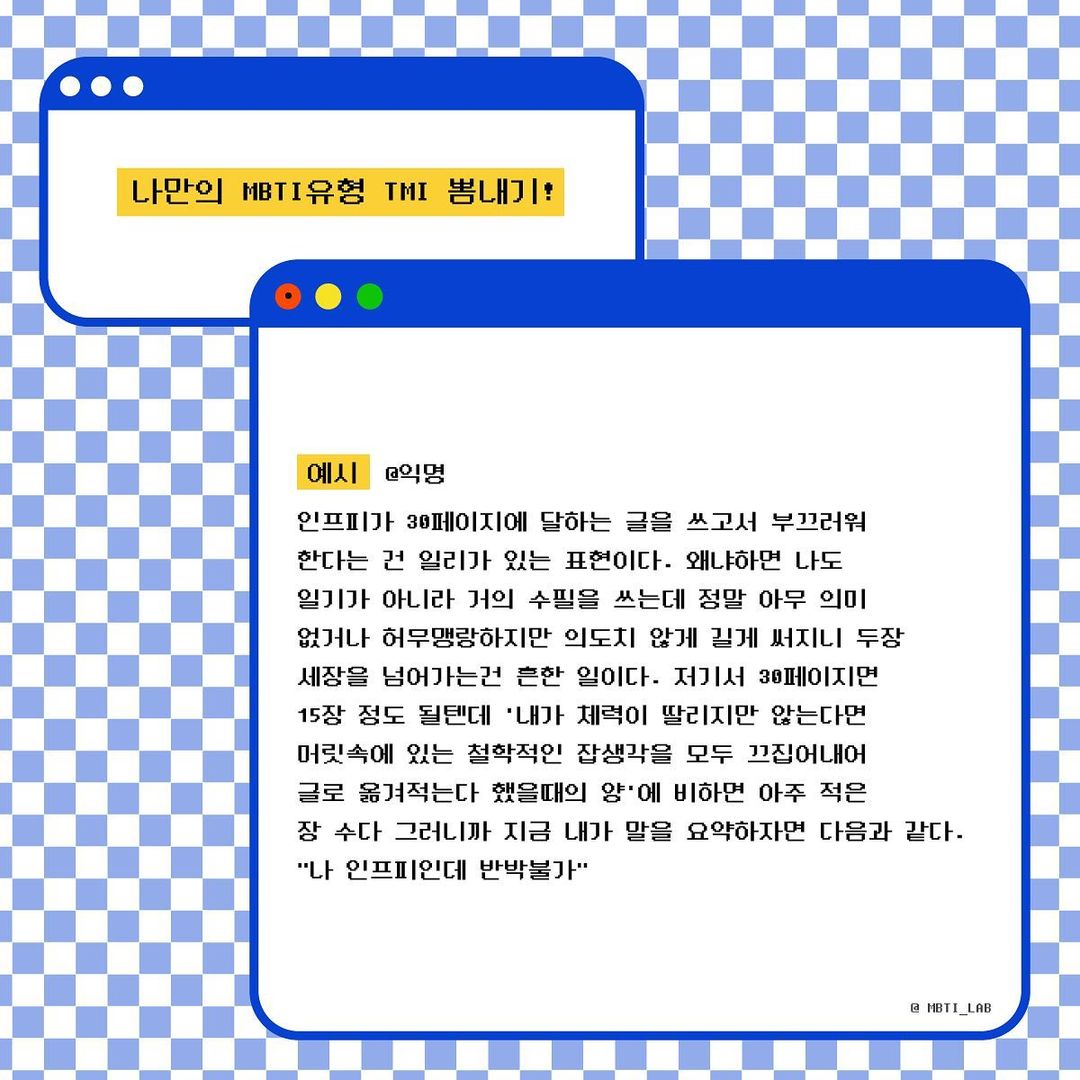 나만의 MBTI유형 TMI 뽐내기!
예시 @익명
인프피가 30페이지에 달하는 글을 쓰고서 부끄러워
한다는 건 일리가 있는 표현이다. 왜냐하면 나도
일기가 아니라 거의 수필을 쓰는데 정말 아무 의미
없거나 허무맹랑하지만 의도치 않게 길게 써지니 두장
세장을 넘어가는건 흔한 일이다. 저기서 30페이지면
15장 정도 될텐데 '내가 체력이 딸리지만 않는다면
머릿속에 있는 철학적인 잡생각을 모두 끄집어내어
글로 옮겨적는다 했을때의 양'에 비하면 아주 적은
장 수다 그러니까 지금 내가 말을 요약하자면 다음과 같다.
"나 인프피인데 반박불가"
@ MBTI_LAB